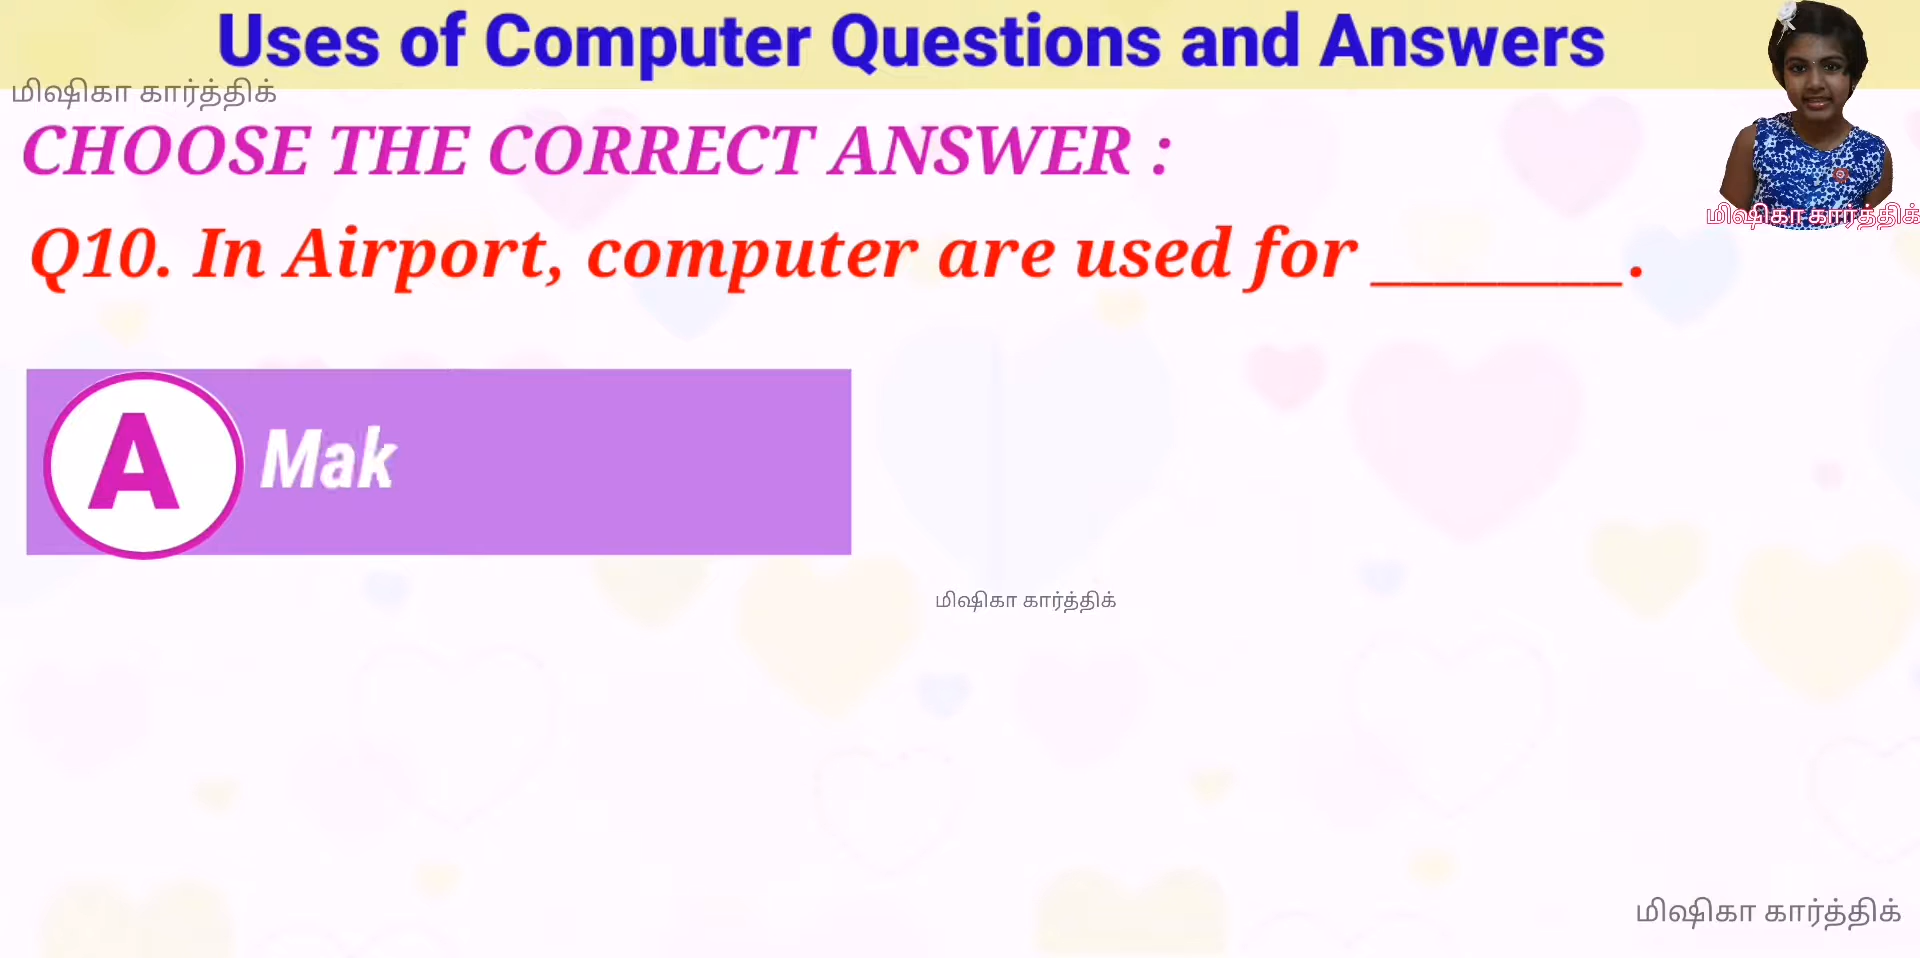 Uses of Computer Questions and Answers
மிஷிகா கார்த்திக்
CHOOSE THE CORRECT ANSWER :
மிஷிகா கார்த்திக்
Q10. In Airport, computer are used for ________.
A Mak
மிஷிகா கார்த்திக்
மிஷிகா கார்த்திக்